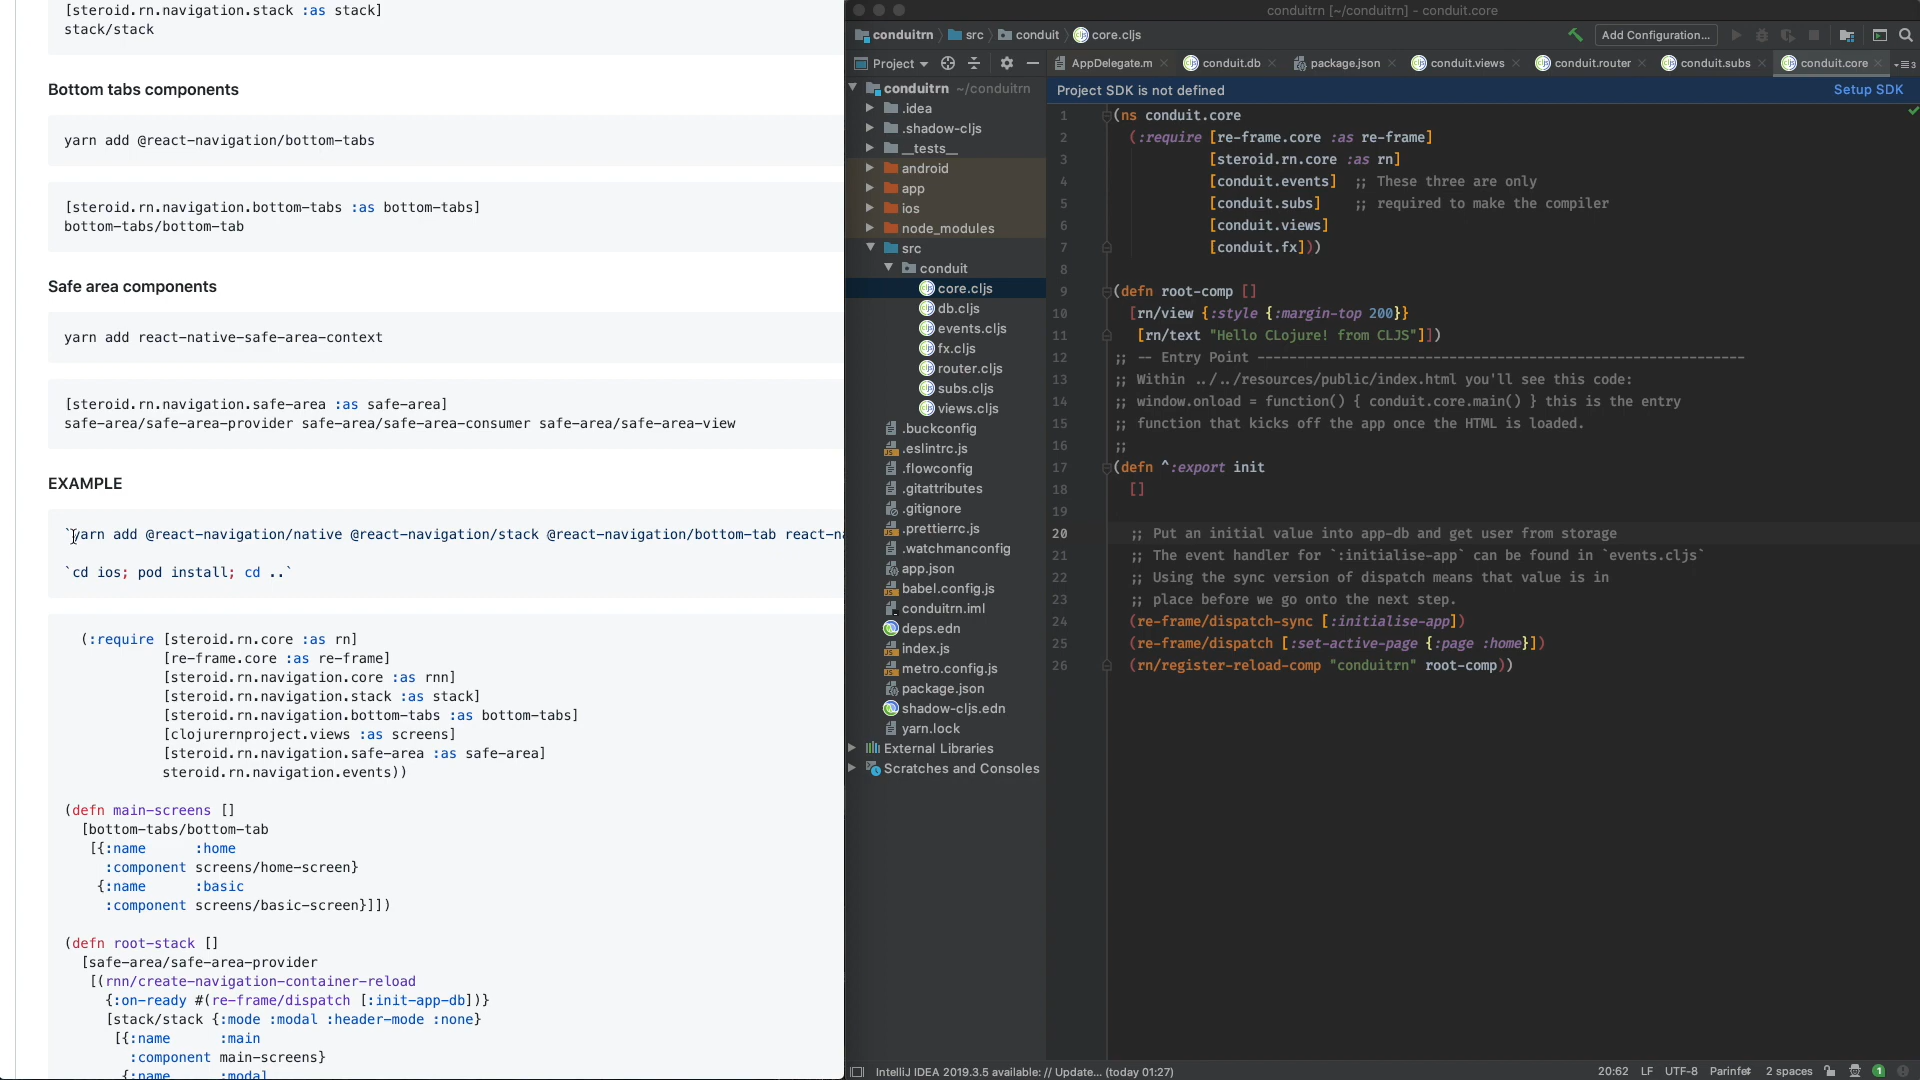 [steroid.rn.navigation.stack :as stack]
stack/stack
Bottom tabs components
yarn add @react-navigation/bottom-tabs
[steroid.rn.navigation.bottom-tabs :as bottom-tabs]
bottom-tabs/bottom-tab
Safe area components
yarn add react-native-safe-area-context
[steroid.rn.navigation.safe-area :as safe-area]
safe-area/safe-area-provider safe-area/safe-area-consumer safe-area/safe-area-view
EXAMPLE
`yarn add @react-navigation/native @react-navigation/stack @react-navigation/bottom-tab react-na
`cd ios; pod install; cd ..`
(:require [steroid.rn.core :as rn]
[re-frame.core :as re-frame]
[steroid.rn.navigation.core :as rnn]
[steroid.rn.navigation.stack :as stack]
[steroid.rn.navigation.bottom-tabs :as bottom-tabs]
[clojurernproject.views :as screens]
[steroid.rn.navigation.safe-area :as safe-area]
steroid.rn.navigation.events))
(defn main-screens []
[bottom-tabs/bottom-tab
[{:name :home
:component screens/home-screen}
{:name :basic
:component screens/basic-screen}]])
(defn root-stack []
[safe-area/safe-area-provider
[(rnn/create-navigation-container-reload
{:on-ready #(re-frame/dispatch [:init-app-db])}
[stack/stack {:mode :modal :header-mode :none}
[{:name :main
:component main-screens}
{:name :modal
conduitrn [~/conduitrn] - conduit.core
conduitrn src conduit core.cljs
Add Configuration...
Project
AppDelegate.m conduit.db package.json conduit.views conduit.router conduit.subs conduit.core
3
Project SDK is not defined Setup SDK
conduitrn ~/conduitrn
.idea
.shadow-cljs
__tests__
android
app
ios
node_modules
src
conduit
core.cljs
db.cljs
events.cljs
fx.cljs
router.cljs
subs.cljs
views.cljs
.buckconfig
.eslintrc.js
.flowconfig
.gitattributes
.gitignore
.prettierrc.js
.watchmanconfig
app.json
babel.config.js
conduitrn.iml
deps.edn
index.js
metro.config.js
package.json
shadow-cljs.edn
yarn.lock
External Libraries
Scratches and Consoles
1 (ns conduit.core
2 (:require [re-frame.core :as re-frame]
3 [steroid.rn.core :as rn]
4 [conduit.events] ;; These three are only
5 [conduit.subs] ;; required to make the compiler
6 [conduit.views]
7 [conduit.fx]))
8
9 (defn root-comp []
10 [rn/view {:style {:margin-top 200}}
11 [rn/text "Hello CLojure! from CLJS"]])
12 ;; -- Entry Point -------------------------------------------------------------
13 ;; Within ../../resources/public/index.html you'll see this code:
14 ;; window.onload = function() { conduit.core.main() } this is the entry
15 ;; function that kicks off the app once the HTML is loaded.
16 ;;
17 (defn ^:export init
18 []
19
20 ;; Put an initial value into app-db and get user from storage
21 ;; The event handler for `:initialise-app` can be found in `events.cljs`
22 ;; Using the sync version of dispatch means that value is in
23 ;; place before we go onto the next step.
24 (re-frame/dispatch-sync [:initialise-app])
25 (re-frame/dispatch [:set-active-page {:page :home}])
26 (rn/register-reload-comp "conduitrn" root-comp))
IntelliJ IDEA 2019.3.5 available: // Update... (today 01:27)
20:62 LF UTF-8 Parinfer 2 spaces 1